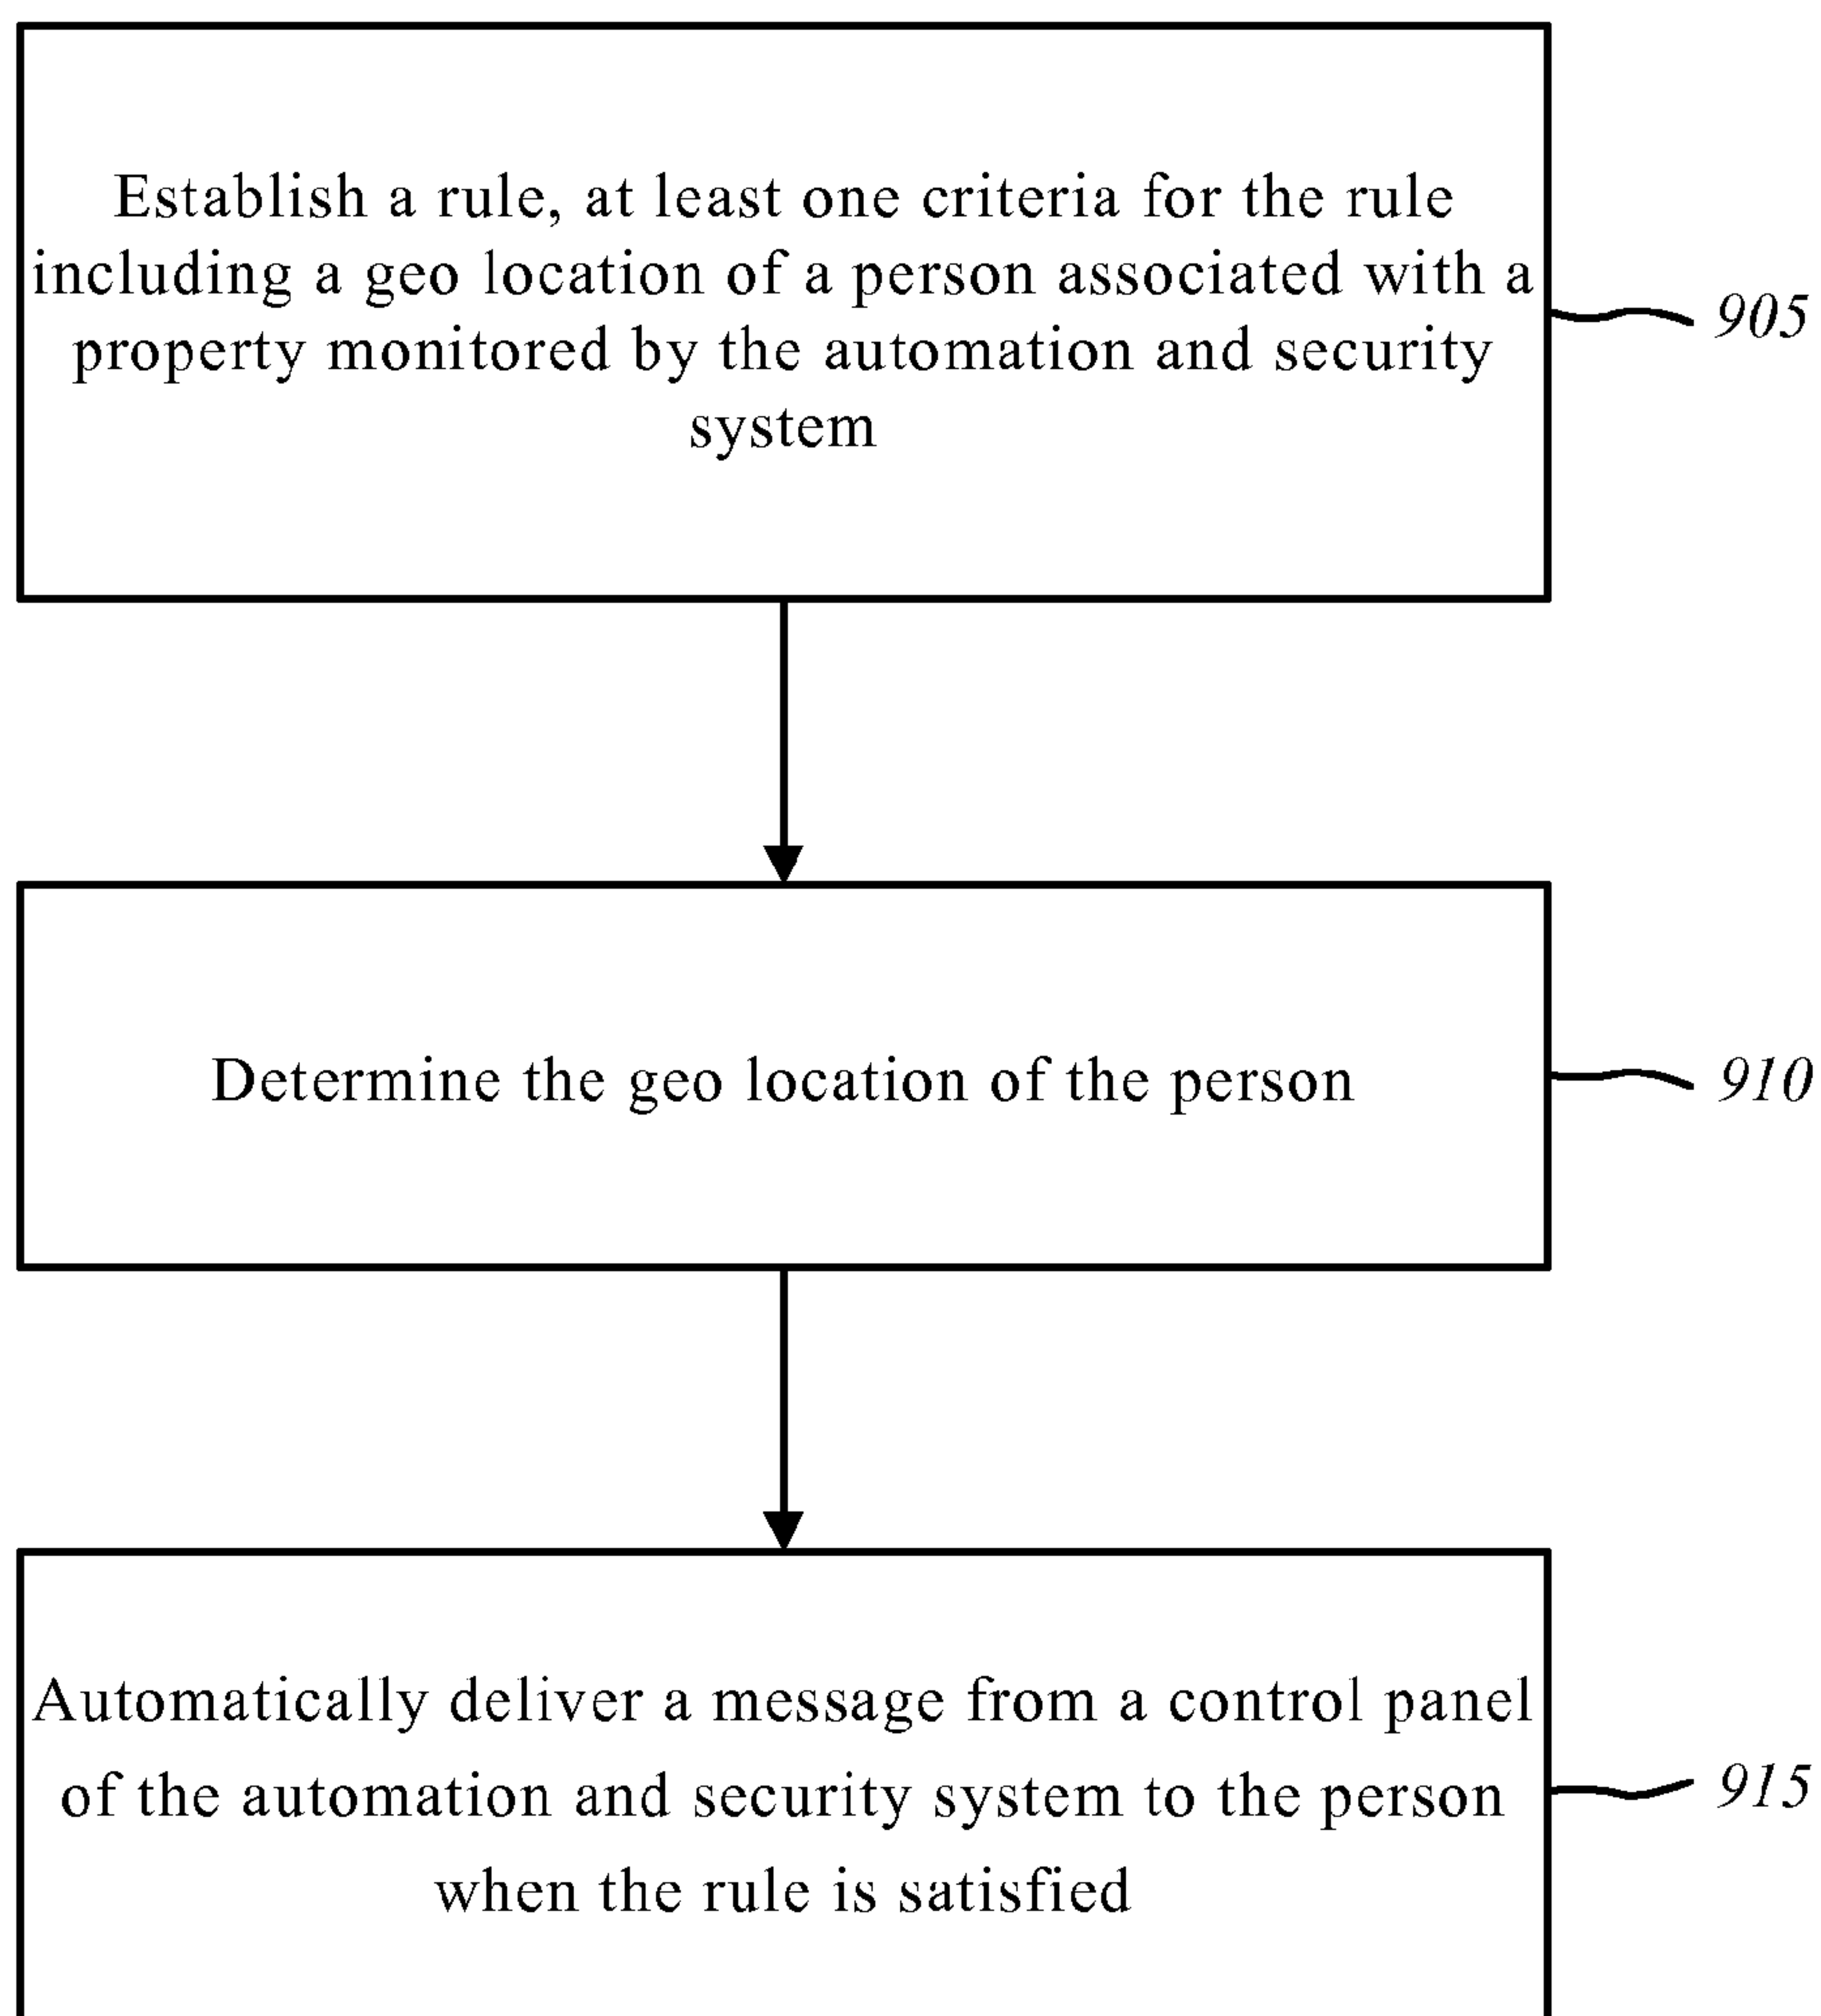 Establish a rule, at least one criteria for the rule
including a geo location of a person associated with a
property monitored by the automation and security
system
905
Determine the geo location of the person
910
Automatically deliver a message from a control panel
of the automation and security system to the person
when the rule is satisfied
915